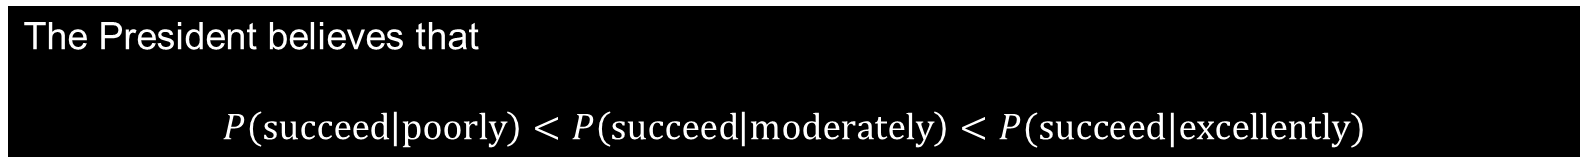 The President believes that
P(succeed|poorly) < P(succeed|moderately) < P(succeed|excellently)